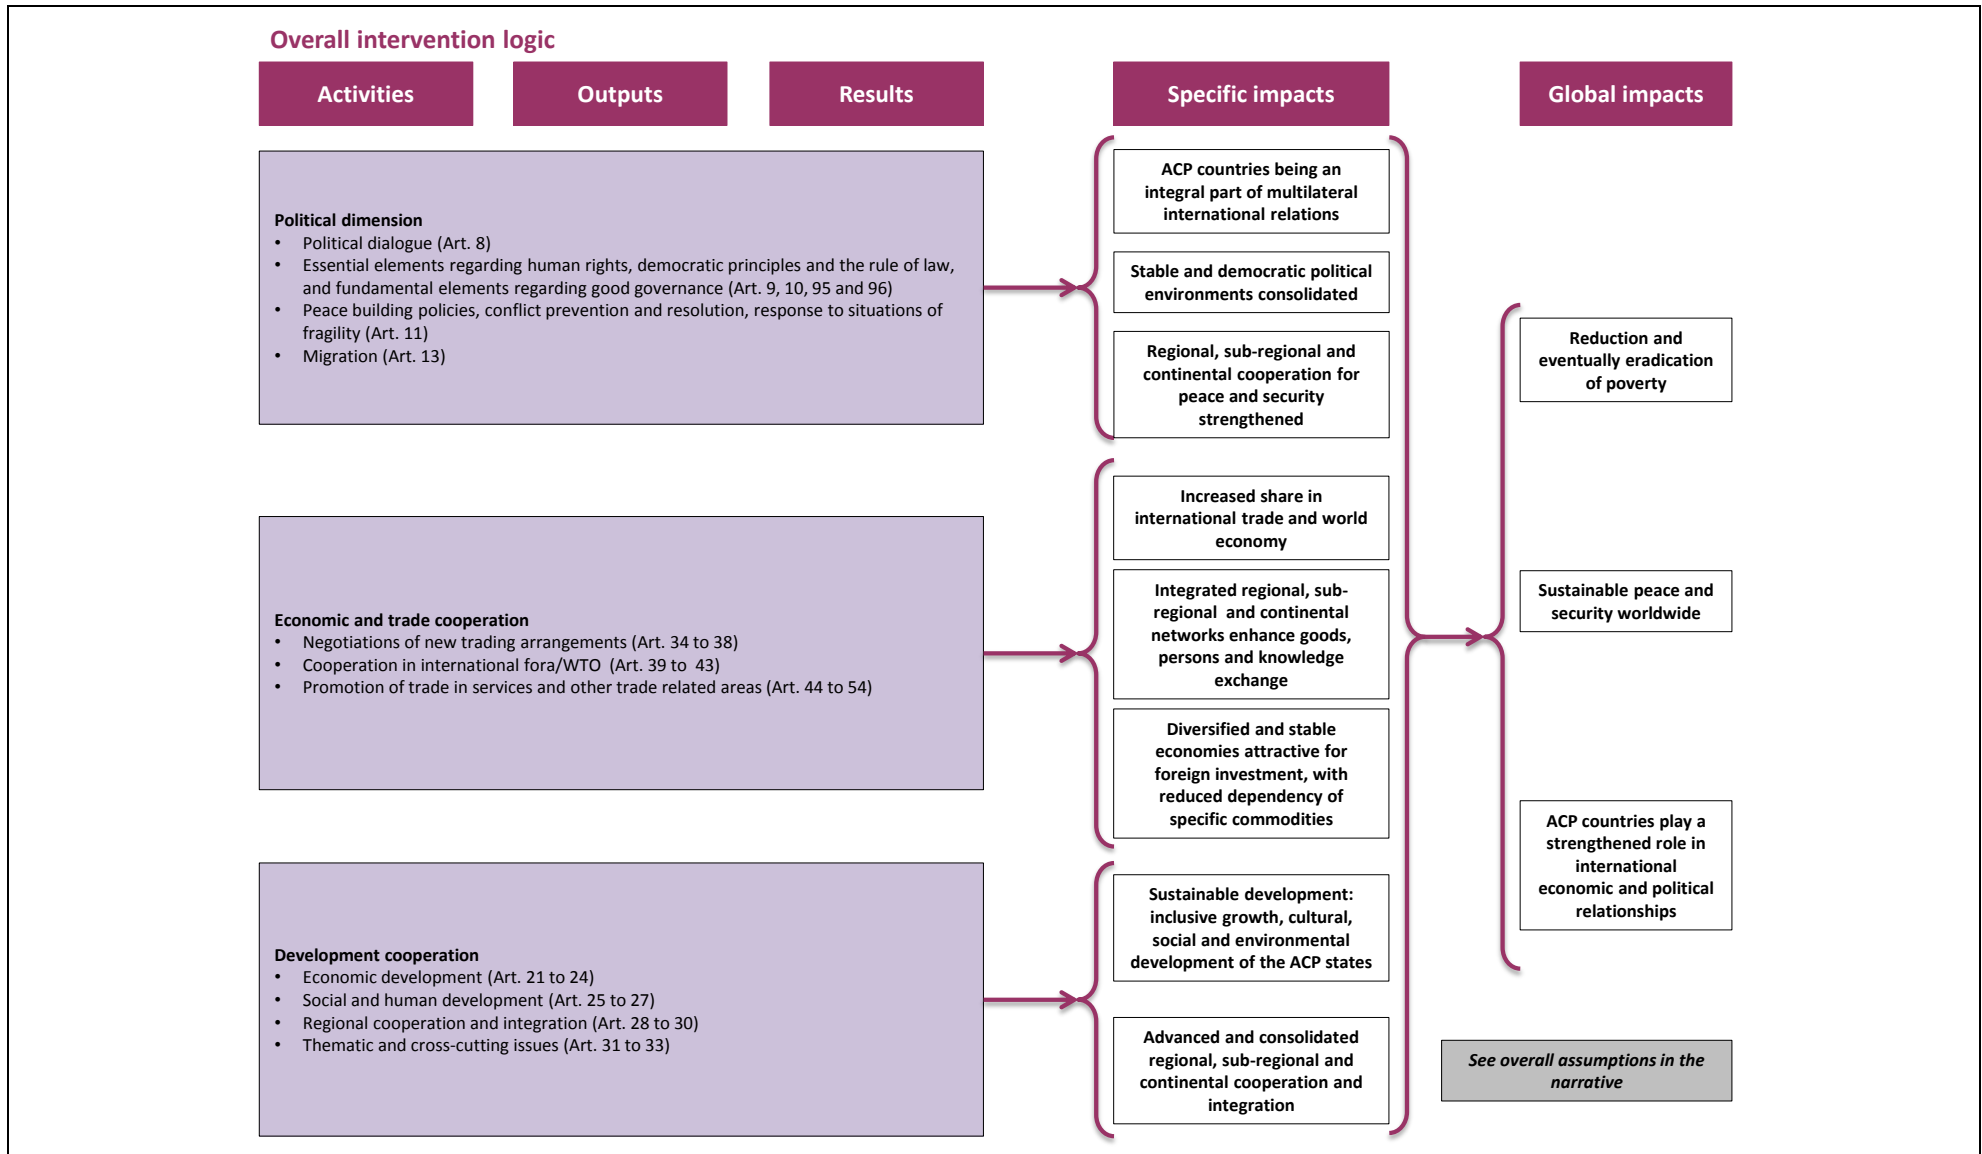 Overall intervention logic
Activities
Outputs
Results
Specific impacts
Global impacts
Political dimension
• Political dialogue (Art. 8)
• Essential elements regarding human rights, democratic principles and the rule of law,
and fundamental elements regarding good governance (Art. 9, 10, 95 and 96)
• Peace building policies, conflict prevention and resolution, response to situations of
fragility (Art. 11)
• Migration (Art. 13)
Economic and trade cooperation
• Negotiations of new trading arrangements (Art. 34 to 38)
• Cooperation in international fora/WTO (Art. 39 to 43)
• Promotion of trade in services and other trade related areas (Art. 44 to 54)
Development cooperation
• Economic development (Art. 21 to 24)
• Social and human development (Art. 25 to 27)
• Regional cooperation and integration (Art. 28 to 30)
• Thematic and cross-cutting issues (Art. 31 to 33)
ACP countries being an
integral part of multilateral
international relations
Stable and democratic political
environments consolidated
Regional, sub-regional and
continental cooperation for
peace and security
strengthened
Increased share in
international trade and world
economy
Integrated regional, sub-
regional and continental
networks enhance goods,
persons and knowledge
exchange
Diversified and stable
economies attractive for
foreign investment, with
reduced dependency of
specific commodities
Sustainable development:
inclusive growth, cultural,
social and environmental
development of the ACP states
Advanced and consolidated
regional, sub-regional and
continental cooperation and
integration
Reduction and
eventually eradication
of poverty
Sustainable peace and
security worldwide
ACP countries play a
strengthened role in
international
economic and political
relationships
See overall assumptions in the
narrative